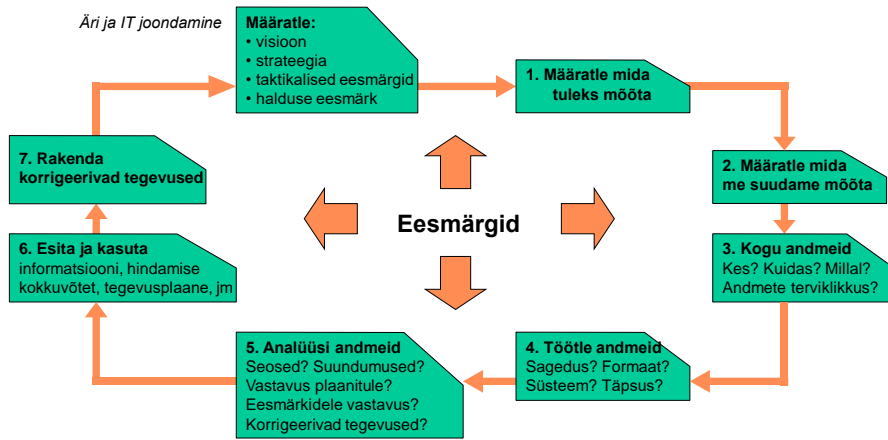 Äri ja IT joondamine
Määratle:
• visioon
• strateegia
• taktikalised eesmärgid
• halduse eesmärk
1. Määratle mida
tuleks mõõta
2. Määratle mida
me suudame mõõta
3. Kogu andmeid
Kes? Kuidas? Millal?
Andmete terviklikkus?
4. Töötle andmeid
Sagedus? Formaat?
Süsteem? Täpsus?
5. Analüüsi andmeid
Seosed? Suundumused?
Vastavus plaanitule?
Eesmärkidele vastavus?
Korrigeerivad tegevused?
6. Esita ja kasuta
informatsiooni, hindamise
kokkuvõtet, tegevusplaane, jm
7. Rakenda
korrigeerivad tegevused
Eesmärgid